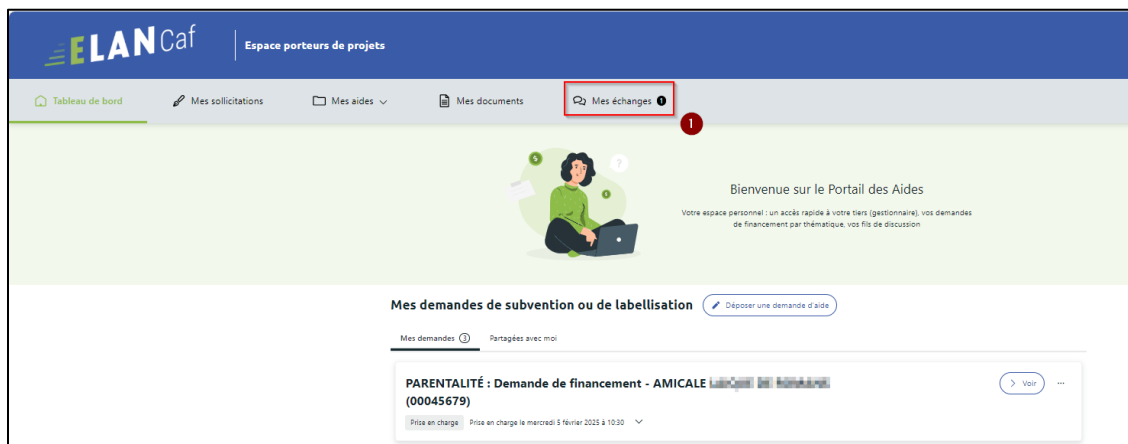 ELAN Caf
Espace porteurs de projets
Tableau de bord
Mes sollicitations
Mes aides
Mes documents
Mes échanges 1
1
$
?
Bienvenue sur le Portail des Aides
Votre espace personnel : un accès rapide à votre tiers (gestionnaire), vos demandes
de financement par thématique, vos fils de discussion
Mes demandes de subvention ou de labellisation
Déposer une demande d'aide
Mes demandes 3
Partagées avec moi
PARENTALITÉ : Demande de financement - AMICALE
(00045679)
> Voir
...
Prise en charge
Prise en charge le mercredi 5 février 2025 à 10:30